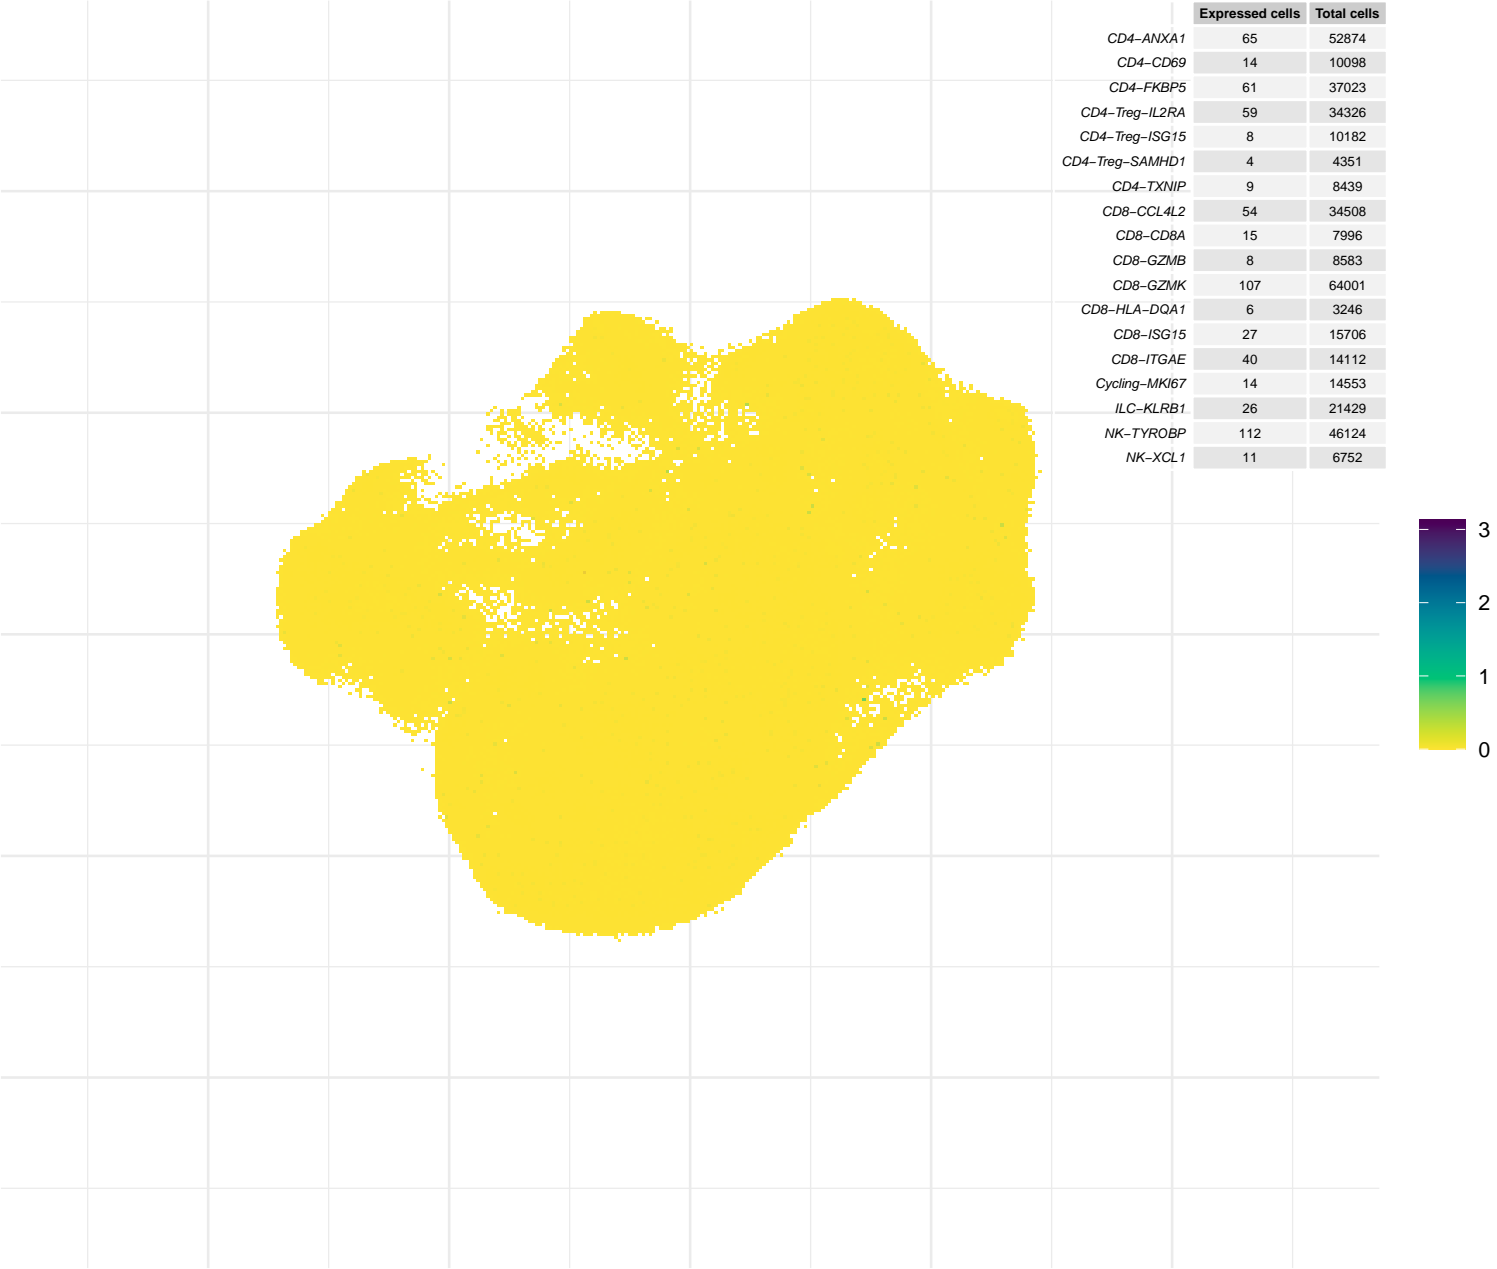 Expressed cells Total cells
CD4−ANXA1 65 52874
CD4−CD69 14 10098
CD4−FKBP5 61 37023
CD4−Treg−IL2RA 59 34326
CD4−Treg−ISG15 8 10182
CD4−Treg−SAMHD1 4 4351
CD4−TXNIP 9 8439
CD8−CCL4L2 54 34508
CD8−CD8A 15 7996
CD8−GZMB 8 8583
CD8−GZMK 107 64001
CD8−HLA−DQA1 6 3246
CD8−ISG15 27 15706
CD8−ITGAE 40 14112
Cycling−MKI67 14 14553
ILC−KLRB1 26 21429
NK−TYROBP 112 46124
NK−XCL1 11 6752
3
2
1
0